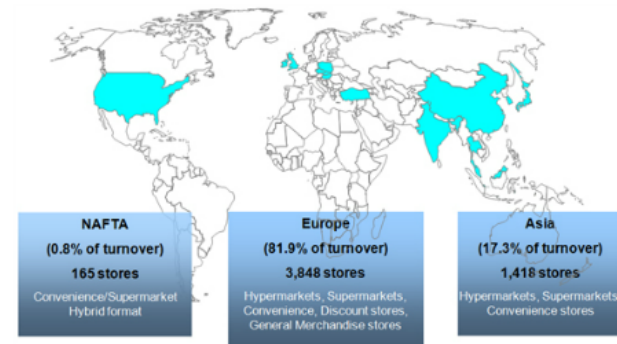 NAFTA
(0.8% of turnover)
165 stores
Convenience/Supermarket
Hybrid format
Europe
(81.9% of turnover)
3,848 stores
Hypermarkets, Supermarkets,
Convenience, Discount stores,
General Merchandise stores
Asia
(17.3% of turnover)
1,418 stores
Hypermarkets, Supermarkets
Convenience stores